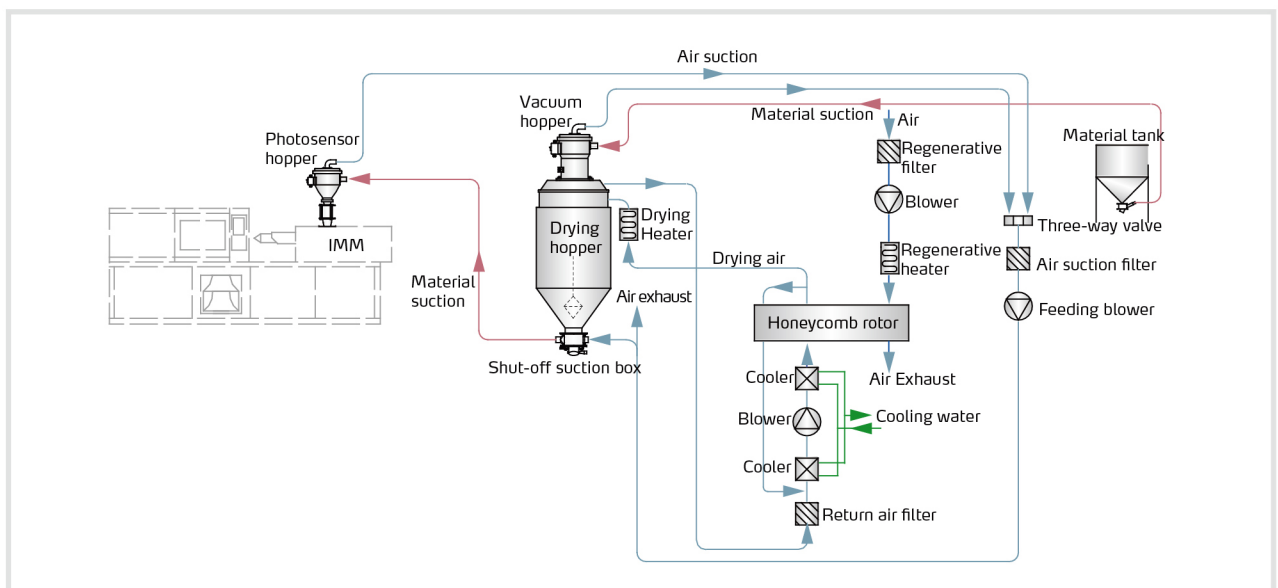 Air suction
Vacuum
hopper
Material suction
Air
Photosensor
hopper
Regenerative
filter
Material tank
Blower
Drying
Heater
Drying
hopper
IMM
Three-way valve
Regenerative
heater
Drying air
Air suction filter
Material
suction
Air exhaust
Feeding blower
Honeycomb rotor
Shut-off suction box
Cooler
Air Exhaust
Blower
Cooling water
Cooler
Return air filter